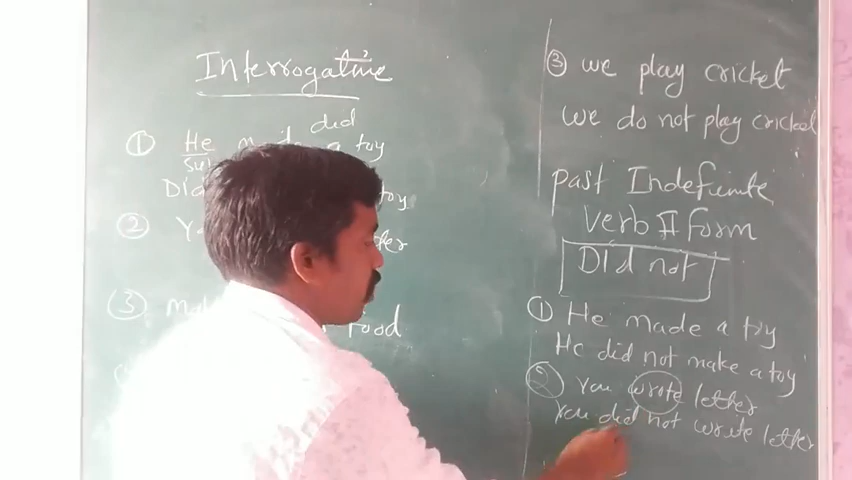 Interrogative
did
① He made a toy
Sub
Did toy
②
③ food
③ we play cricket
we do not play cricket
past Indefinite
Verb II form
Did not
① He made a toy
He did not make a toy
② You wrote letter
You did not write letter